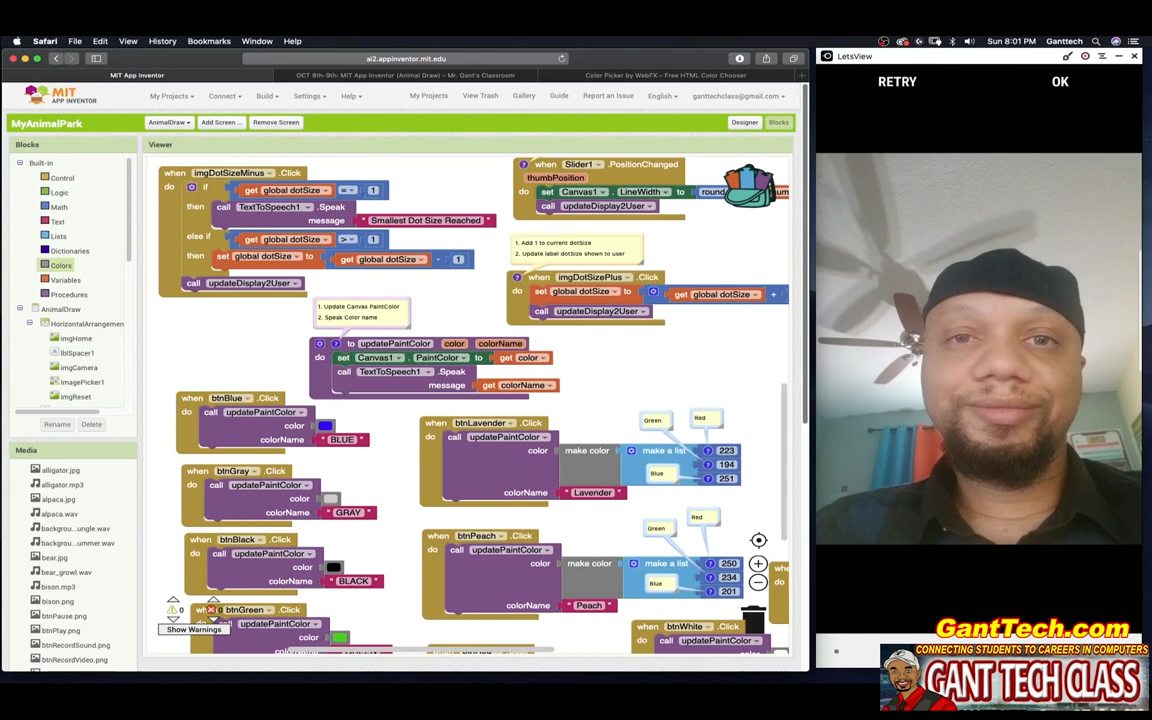 Safari File Edit View History Bookmarks Window Help
Sun 8:01 PM Ganttech
ai2.appinventor.mit.edu
MIT App Inventor
OCT 8th-9th: MIT App Inventor (Animal Draw) – Mr. Gant's Classroom
Color Picker by WebFX – Free HTML Color Chooser
MIT
APP INVENTOR
My Projects Connect Build Settings Help
My Projects View Trash Gallery Guide Report an Issue English ganttechclass@gmail.com
MyAnimalPark
AnimalDraw Add Screen ... Remove Screen
Designer Blocks
Blocks
Built-in
Control
Logic
Math
Text
Lists
Dictionaries
Colors
Variables
Procedures
AnimalDraw
HorizontalArrangemen
imgHome
lblSpacer1
imgCamera
ImagePicker1
imgReset
Rename Delete
Media
alligator.jpg
alligator.mp3
alpaca.jpg
alpaca.wav
backgrou...ungle.wav
backgrou...ummer.wav
bear.jpg
bear_growl.wav
bison.mp3
bison.png
btnPause.png
btnPlay.png
btnRecordSound.png
btnRecordVideo.png
Viewer
when imgDotSizeMinus .Click
do if get global dotSize = 1
then call TextToSpeech1 .Speak
message " Smallest Dot Size Reached "
else if get global dotSize > 1
then set global dotSize to get global dotSize - 1
call updateDisplay2User
when Slider1 .PositionChanged
thumbPosition
do set Canvas1 . LineWidth to round
call updateDisplay2User
1. Add 1 to current dotSize
2. Update label dotSize shown to user
when imgDotSizePlus .Click
do set global dotSize to get global dotSize +
call updateDisplay2User
1. Update Canvas PaintColor
2. Speak Color name
to updatePaintColor color colorName
do set Canvas1 . PaintColor to get color
call TextToSpeech1 .Speak
message get colorName
when btnBlue .Click
do call updatePaintColor
color
colorName " BLUE "
when btnGray .Click
do call updatePaintColor
color
colorName " GRAY "
when btnBlack .Click
do call updatePaintColor
color
colorName " BLACK "
when btnGreen .Click
call updatePaintColor
color
0 0
Show Warnings
Green Red
when btnLavender .Click
do call updatePaintColor
color make color make a list 223
194
Blue 251
colorName " Lavender "
Green Red
when btnPeach .Click
do call updatePaintColor
color make color make a list 250
234
Blue 201
colorName " Peach "
when btnWhite .Click
do call updatePaintColor
LetsView
RETRY OK
GantTech.com
CONNECTING STUDENTS TO CAREERS IN COMPUTERS
GANT TECH CLASS